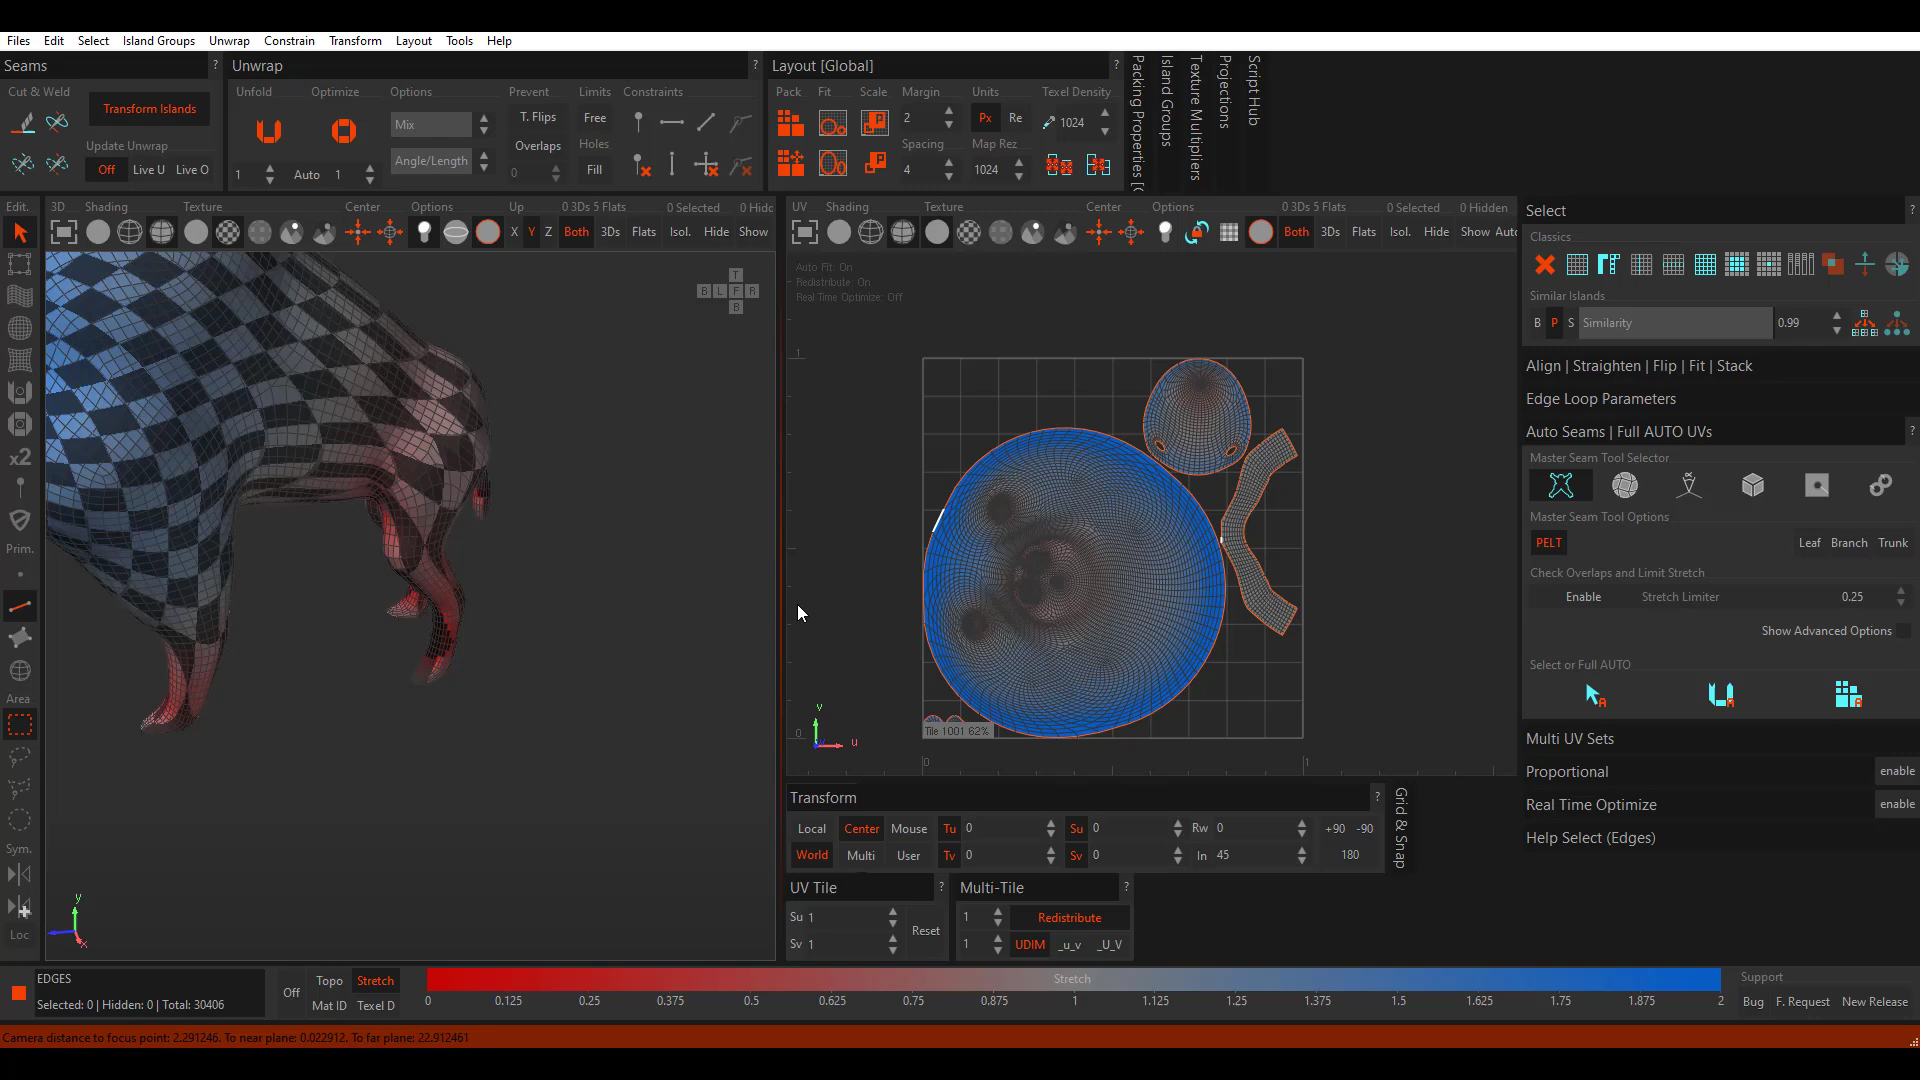 Files Edit Select Island Groups Unwrap Constrain Transform Layout Tools Help
Seams ?
Cut & Weld
Transform Islands
Update Unwrap
Off Live U Live O
Unwrap ?
Unfold Optimize Options Prevent Limits Constraints
Mix T. Flips Free
Overlaps Holes
Angle/Length
1 Auto 1 0 Fill
Layout [Global] ?
Pack Fit Scale Margin Units Texel Density
2 Px Re 1024
Spacing Map Rez
4 1024
Packing Properties [G
Island Groups
Texture Multipliers
Projections
Script Hub
Edit. 3D Shading Texture Center Options Up 0 3Ds 5 Flats 0 Selected 0 Hidd
X Y Z Both 3Ds Flats Isol. Hide Show
UV Shading Texture Center Options 0 3Ds 5 Flats 0 Selected 0 Hidden
Both 3Ds Flats Isol. Hide Show Auto
T
B L F R
B
x2
Prim.
Area
Sym.
Loc
y
x
Auto Fit: On
Redistribute: On
Real Time Optimize: Off
1
0
Tile 1001 62%
v
u
0 1
Select ?
Classics
Similar Islands
B P S Similarity 0.99
Align | Straighten | Flip | Fit | Stack
Edge Loop Parameters
Auto Seams | Full AUTO UVs ?
Master Seam Tool Selector
Master Seam Tool Options
PELT Leaf Branch Trunk
Check Overlaps and Limit Stretch
Enable Stretch Limiter 0.25
Show Advanced Options
Select or Full AUTO
Multi UV Sets
Proportional enable
Real Time Optimize enable
Help Select (Edges)
Transform ?
Local Center Mouse Tu 0 Su 0 Rw 0 +90 -90
World Multi User Tv 0 Sv 0 In 45 180
Grid & Snap
UV Tile ?
Su 1
Reset
Sv 1
Multi-Tile ?
1 Redistribute
1 UDIM _u_v _U_V
EDGES
Selected: 0 | Hidden: 0 | Total: 30406
Off Topo Stretch
Mat ID Texel D
Stretch
0 0.125 0.25 0.375 0.5 0.625 0.75 0.875 1 1.125 1.25 1.375 1.5 1.625 1.75 1.875 2
Support
Bug F. Request New Release
Camera distance to focus point: 2.291246. To near plane: 0.022912. To far plane: 22.912461